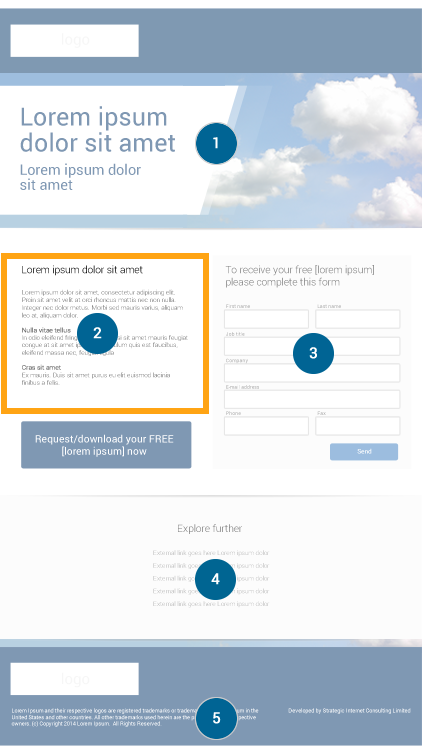 logo
Lorem ipsum
dolor sit amet
Lorem ipsum dolor
sit amet
1
Lorem ipsum dolor sit amet
Lorem ipsum dolor sit amet, consectetur adipiscing elit.
Proin sit amet velit at orci rhoncus mattis nec non nulla.
Integer nec dolor metus. Morbi sed mauris varius, aliquam
leo at, aliquam dolor.
Nulla vitae tellus
In odio eleifend fring sit amet mauris feugiat
congue at sit amet quis est faucibus,
eleifend massa nec, feug
2
Cras sit amet
Ex mauris. Duis sit amet purus eu elit euismod lacinia
finibus a felis.
Request/download your FREE
[lorem ipsum] now
To receive your free [lorem ipsum]
please complete this form
First name Last name
Job title
3
Company
E-mail address
Phone Fax
Send
Explore further
External link goes here Lorem ipsum dolor
External link goes here Lorem ipsum dolor
External link goes here Lorem ipsum dolor
External link goes here Lorem ipsum dolor
External link goes here Lorem ipsum dolor
4
logo
Lorem Ipsum and their respective logos are registered trademarks or in the
United States and other countries. All other trademarks used herein are the
owners. (c) Copyright 2014 Lorem Ipsum. All Rights Reserved.
5
Developed by Strategic Internet Consulting Limited